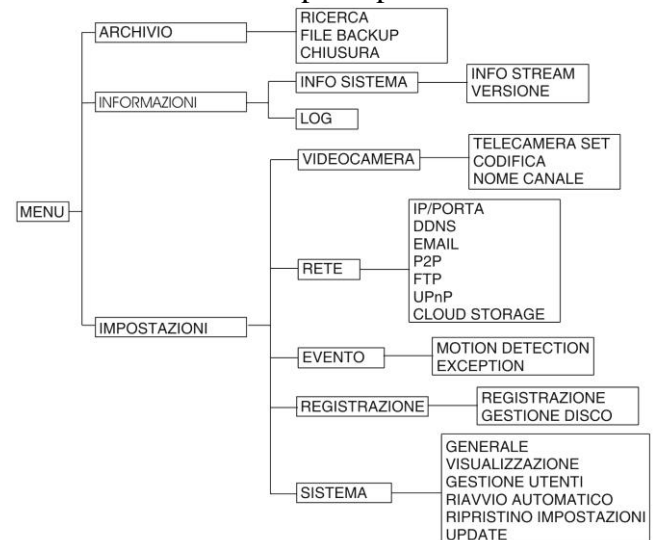 ARCHIVIO
RICERCA
FILE BACKUP
CHIUSURA
INFORMAZIONI
INFO SISTEMA
INFO STREAM
VERSIONE
LOG
MENU
IMPOSTAZIONI
VIDEOCAMERA
TELECAMERA SET
CODIFICA
NOME CANALE
RETE
IP/PORTA
DDNS
EMAIL
P2P
FTP
UPnP
CLOUD STORAGE
EVENTO
MOTION DETECTION
EXCEPTION
REGISTRAZIONE
REGISTRAZIONE
GESTIONE DISCO
SISTEMA
GENERALE
VISUALIZZAZIONE
GESTIONE UTENTI
RIAVVIO AUTOMATICO
RIPRISTINO IMPOSTAZIONI
UPDATE